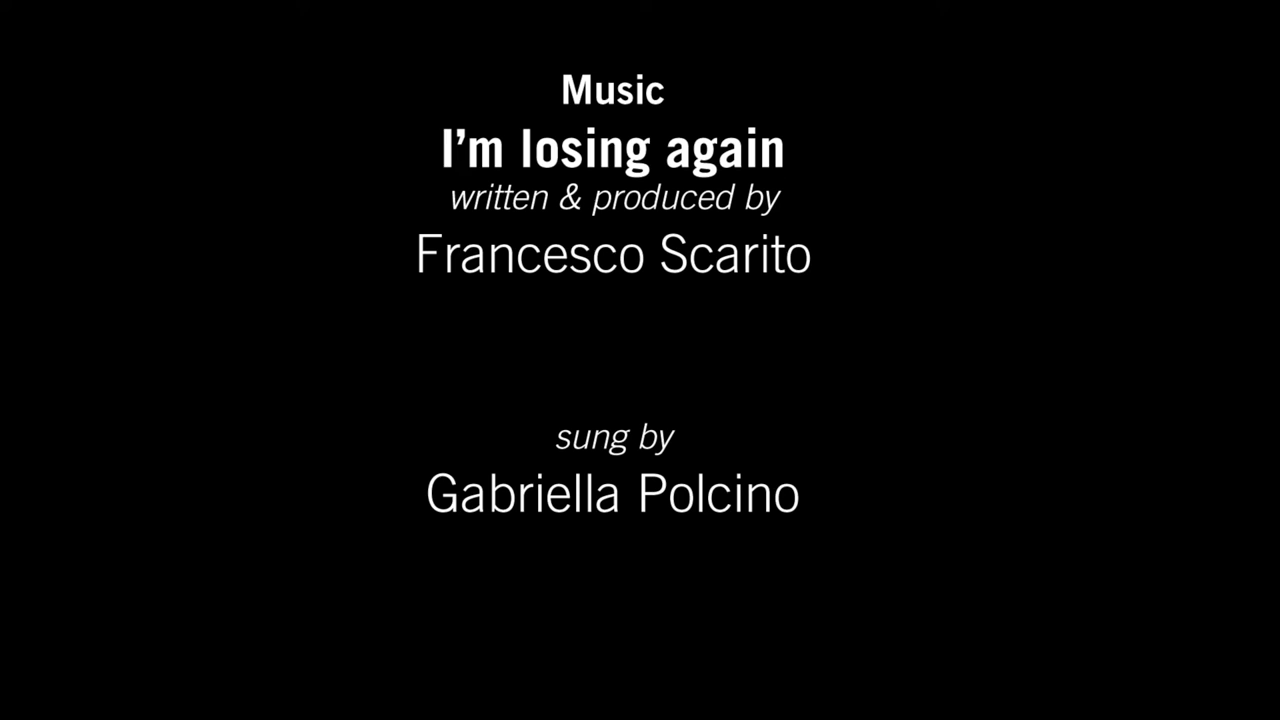 Music
I’m losing again
written & produced by
Francesco Scarito
sung by
Gabriella Polcino